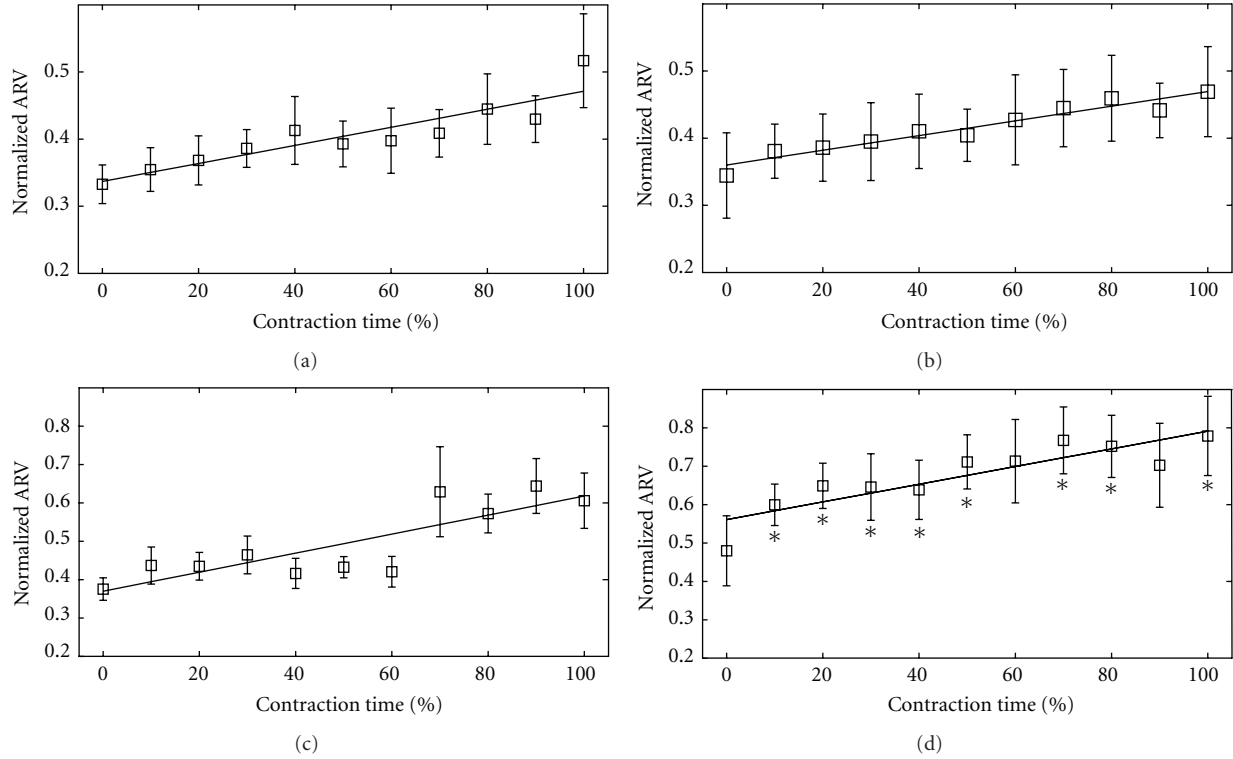 Normalized ARV
0.5
0.4
0.3
0.2
0 20 40 60 80 100
Contraction time (%)
(a)
Normalized ARV
0.5
0.4
0.3
0.2
0 20 40 60 80 100
Contraction time (%)
(b)
Normalized ARV
0.8
0.7
0.6
0.5
0.4
0.3
0.2
0 20 40 60 80 100
Contraction time (%)
(c)
Normalized ARV
0.8
0.7
0.6
0.5
0.4
0.3
0.2
* * * * * * * *
0 20 40 60 80 100
Contraction time (%)
(d)